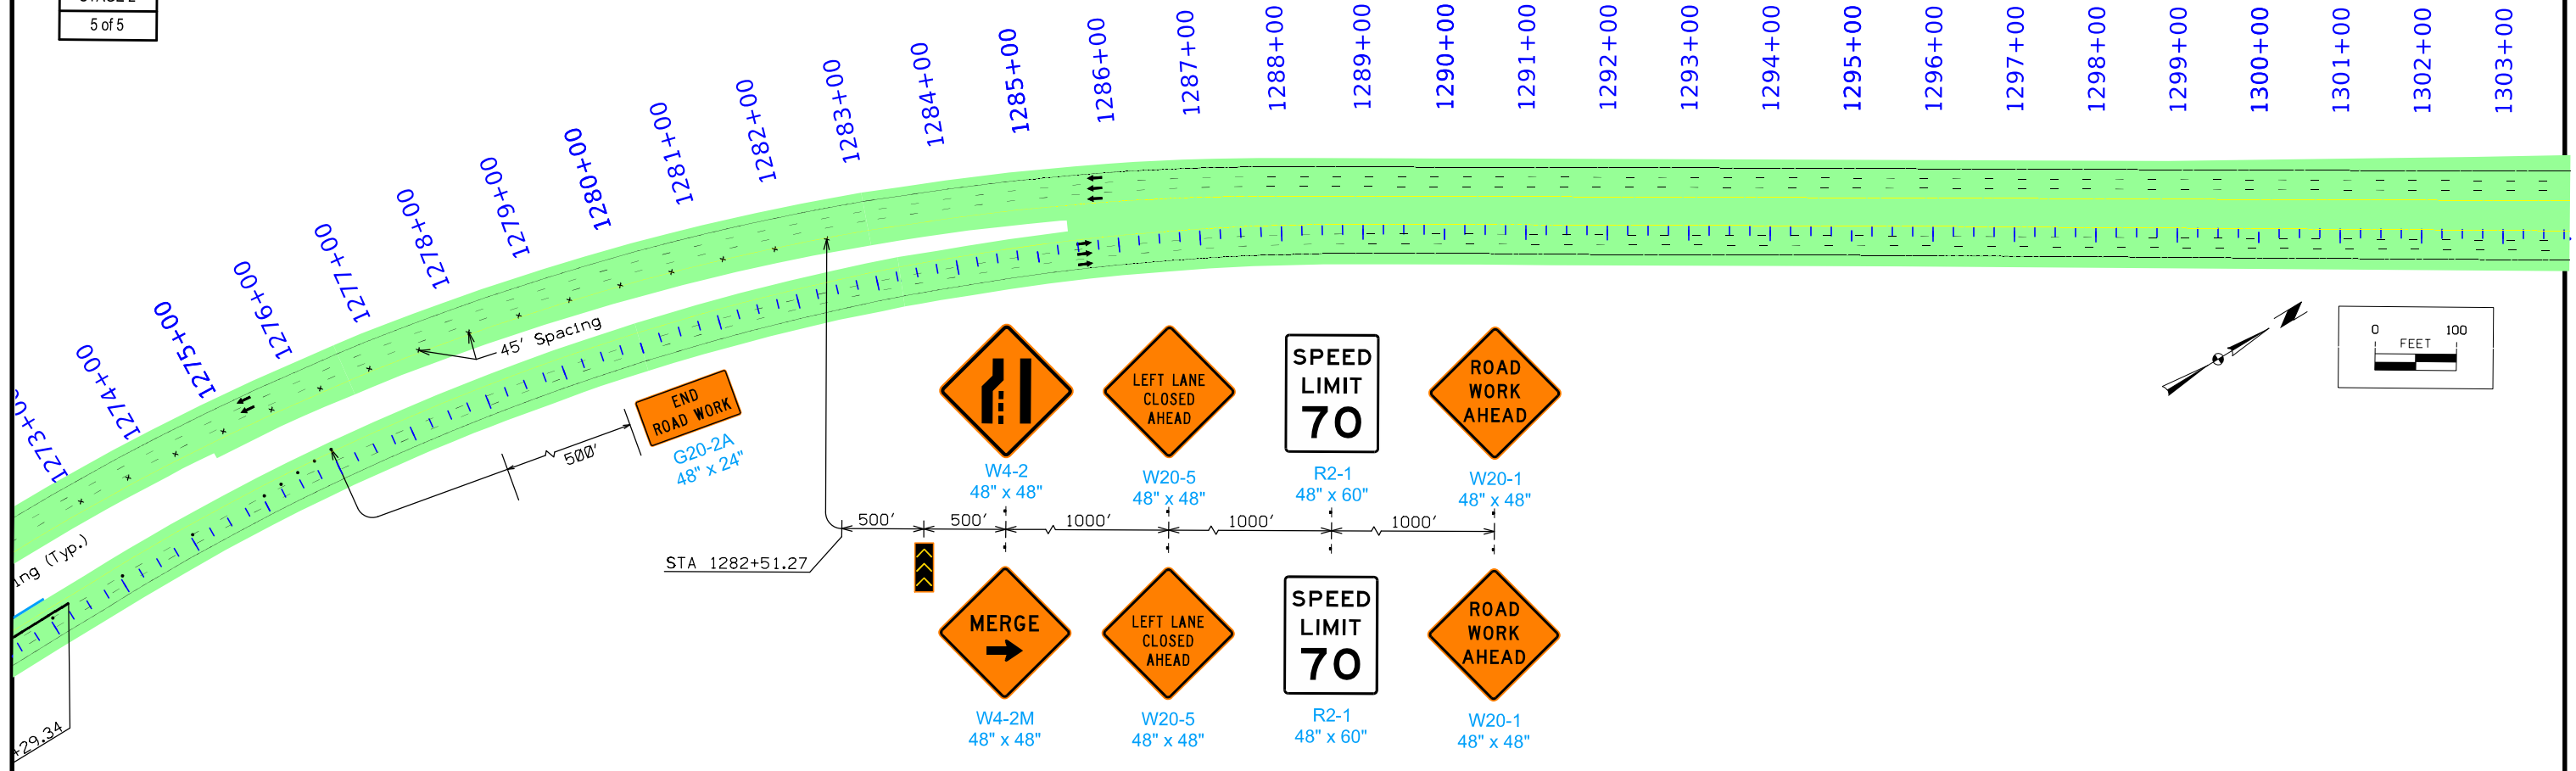 5 of 5
1274+00
1275+00
1276+00
1277+00
1278+00
1279+00
1280+00
1281+00
1282+00
1283+00
1284+00
1285+00
1286+00
1287+00
1288+00
1289+00
1290+00
1291+00
1292+00
1293+00
1294+00
1295+00
1296+00
1297+00
1298+00
1299+00
1300+00
1301+00
1302+00
1303+00
45' Spacing
(Typ.)
END
ROAD WORK
G20-2A
48" x 24"
500'
W4-2
48" x 48"
LEFT LANE
CLOSED
AHEAD
W20-5
48" x 48"
SPEED
LIMIT
70
R2-1
48" x 60"
ROAD
WORK
AHEAD
W20-1
48" x 48"
0 100
FEET
500' 500' 1000' 1000' 1000'
STA 1282+51.27
MERGE
W4-2M
48" x 48"
LEFT LANE
CLOSED
AHEAD
W20-5
48" x 48"
SPEED
LIMIT
70
R2-1
48" x 60"
ROAD
WORK
AHEAD
W20-1
48" x 48"
+29.34